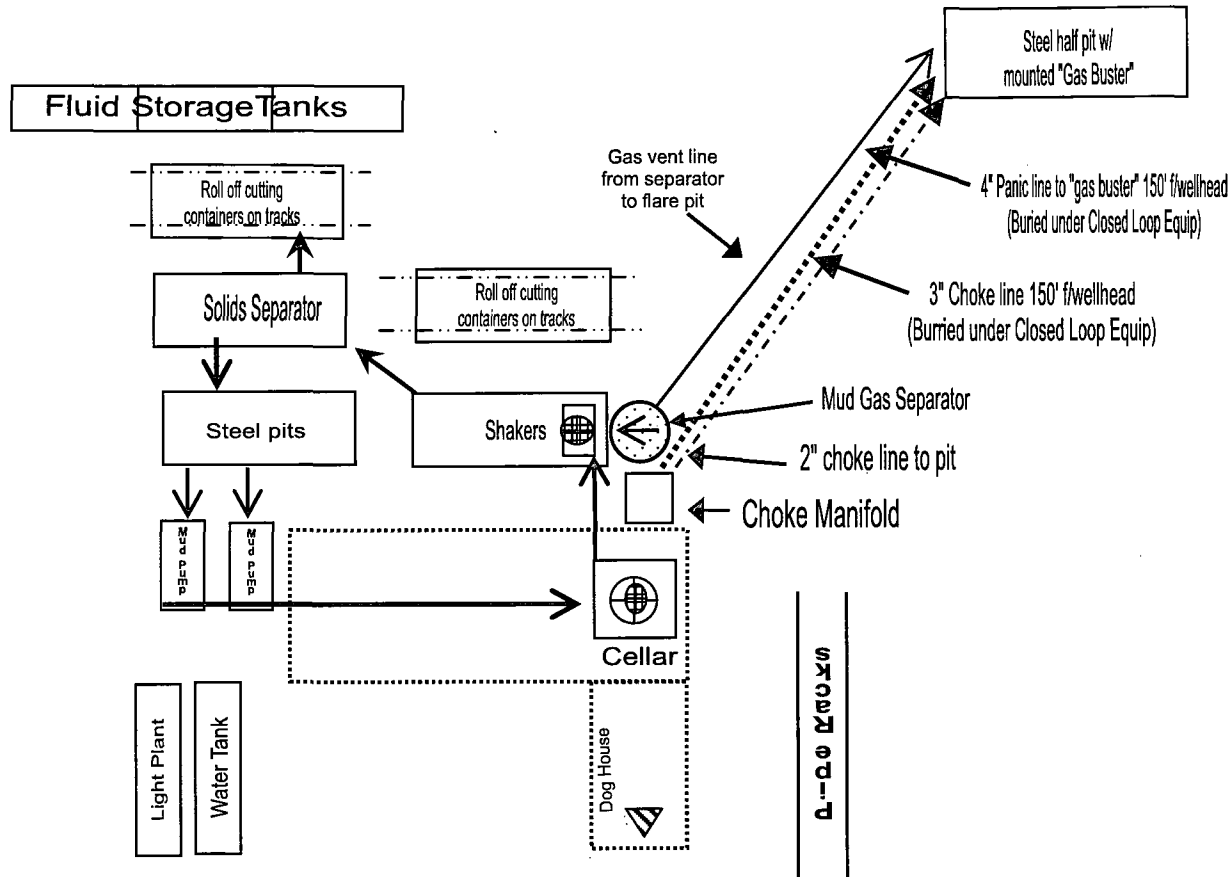 Steel half pit w/
mounted "Gas Buster"
Fluid StorageTanks
Gas vent line
from separator
to flare pit
Roll off cutting
containers on tracks
4" Panic line to "gas buster" 150' f/wellhead
(Buried under Closed Loop Equip)
Solids Separator
Roll off cutting
containers on tracks
3" Choke line 150' f/wellhead
(Burried under Closed Loop Equip)
Steel pits
Shakers
Mud Gas Separator
2" choke line to pit
Choke Manifold
Mud Pump
Mud Pump
Cellar
Pipe Racks
Light Plant
Water Tank
Dog House